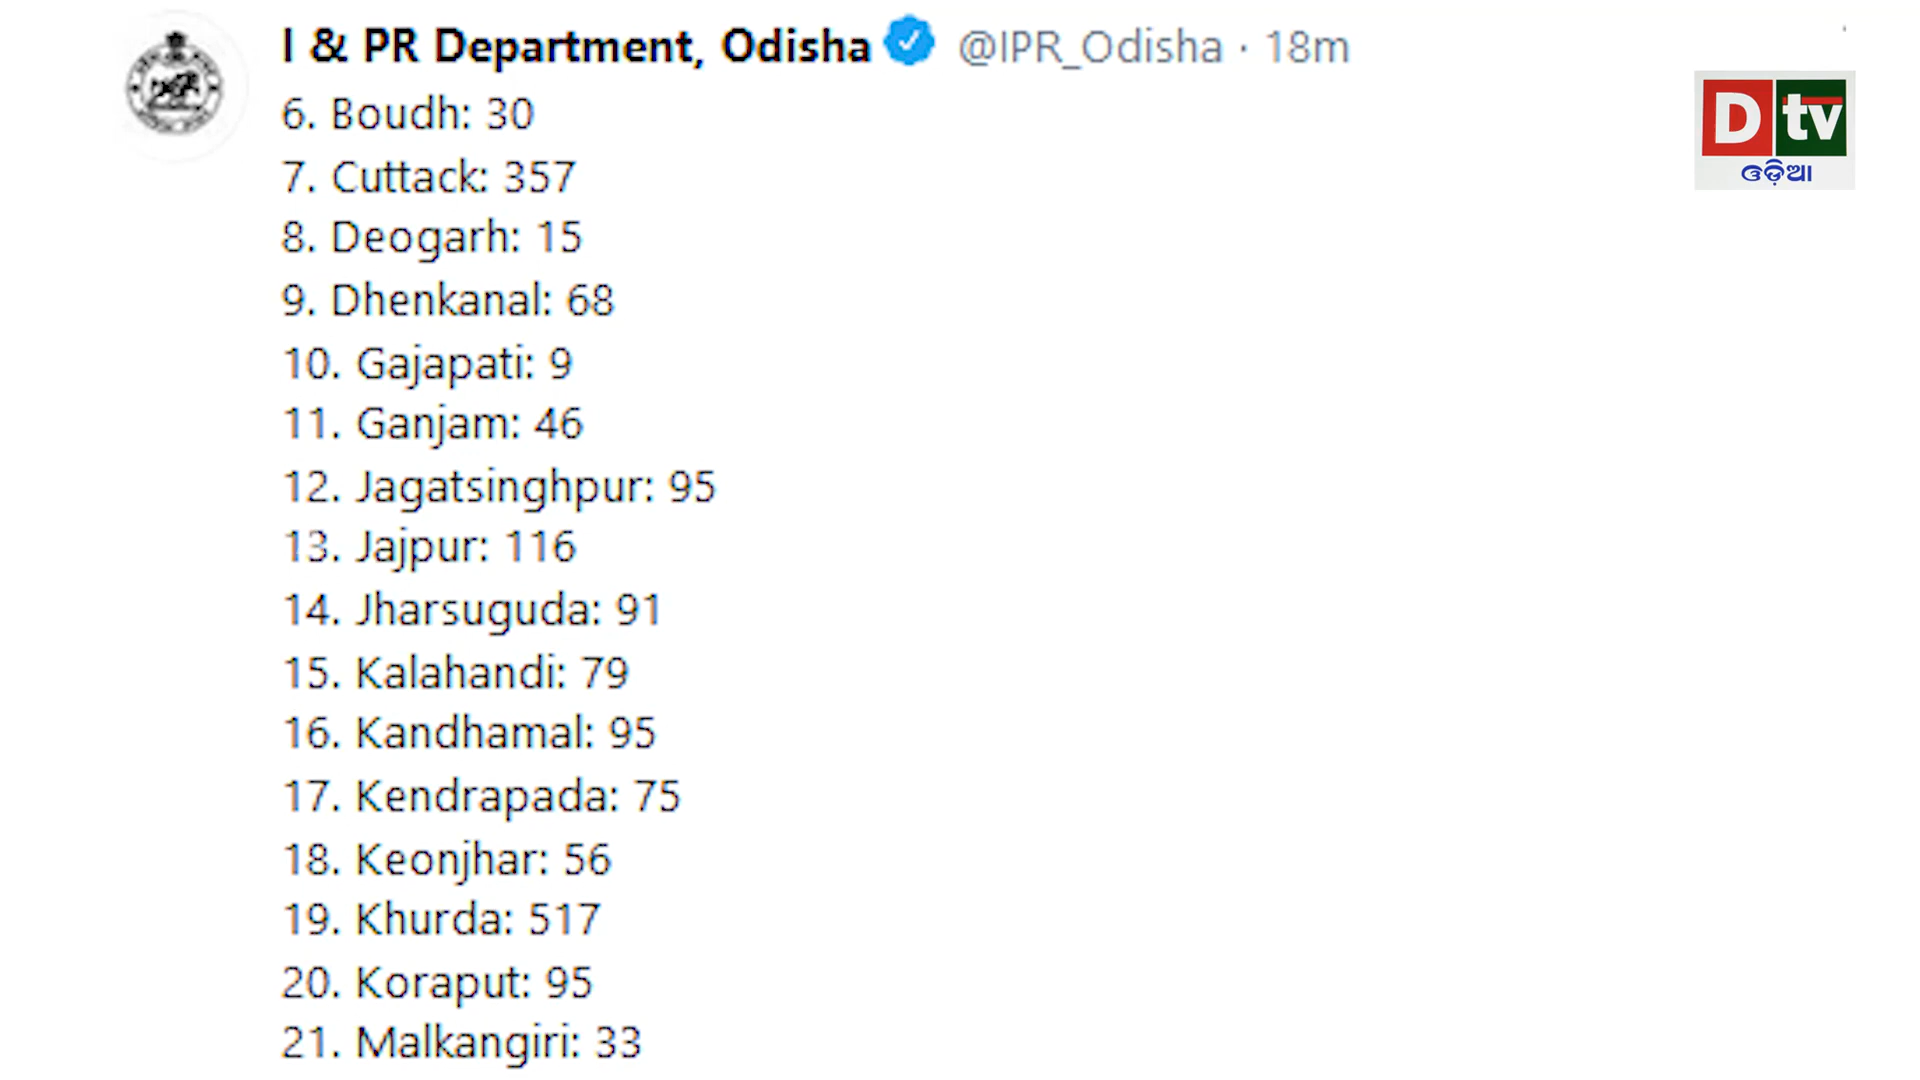 I & PR Department, Odisha @IPR_Odisha · 18m
6. Boudh: 30
7. Cuttack: 357
8. Deogarh: 15
9. Dhenkanal: 68
10. Gajapati: 9
11. Ganjam: 46
12. Jagatsinghpur: 95
13. Jajpur: 116
14. Jharsuguda: 91
15. Kalahandi: 79
16. Kandhamal: 95
17. Kendrapada: 75
18. Keonjhar: 56
19. Khurda: 517
20. Koraput: 95
21. Malkangiri: 33
D tv
ଓଡ଼ିଆ